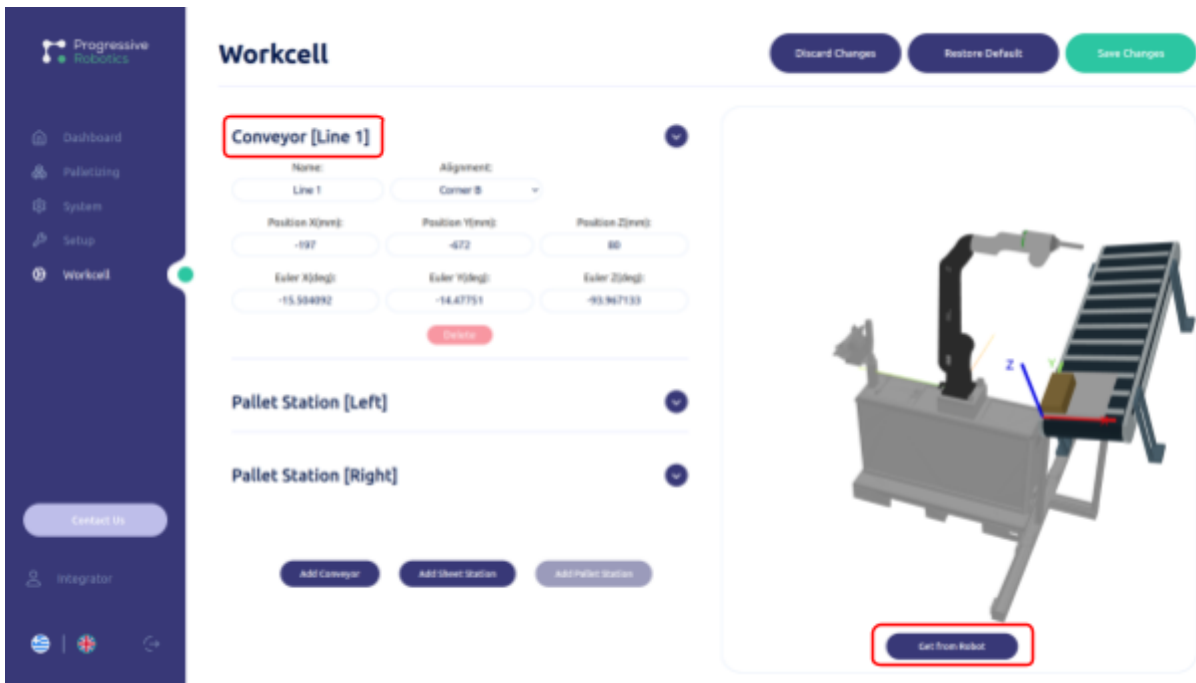 Progressive
Robotics
Workcell
Discard Changes
Restore Default
Save Changes
Dashboard
Palletizing
System
Setup
Workcell
Contact Us
Integrator
Conveyor [Line 1]
Name:
Alignment:
Line 1
Corner B
Position X(mm):
Position Y(mm):
Position Z(mm):
-197
-672
80
Euler X(deg):
Euler Y(deg):
Euler Z(deg):
-15.504092
-14.47751
-93.967133
Delete
Pallet Station [Left]
Pallet Station [Right]
Add Conveyor
Add Sheet Station
Add Pallet Station
Z
Y
Get from Robot